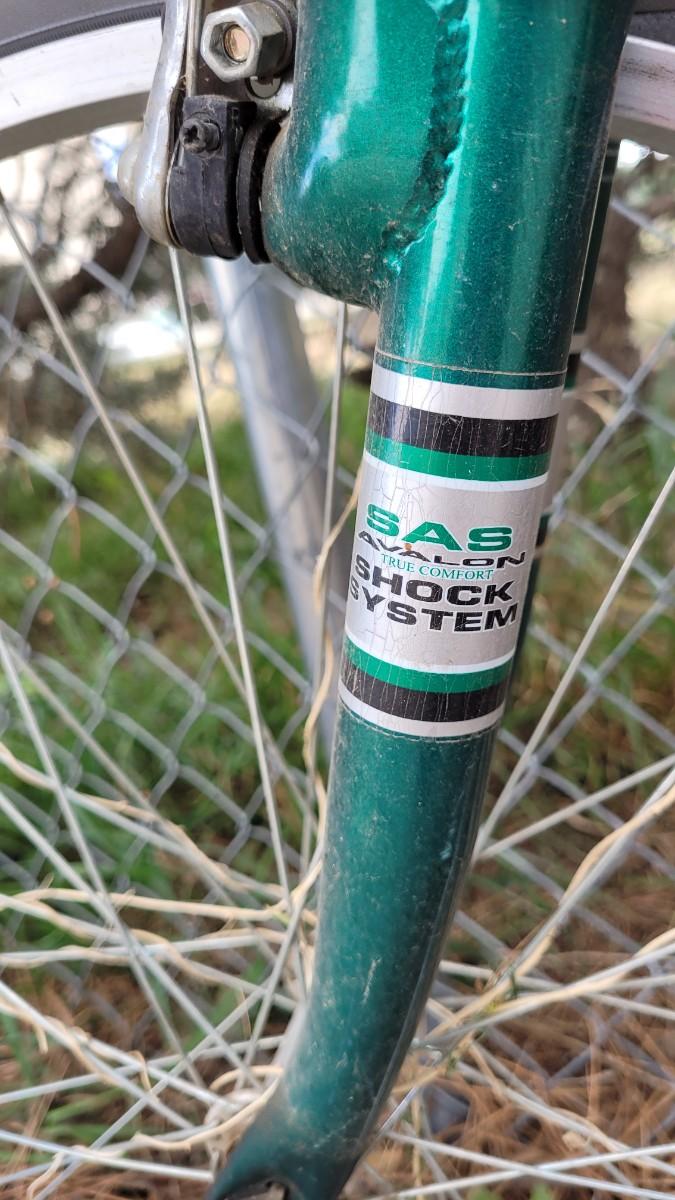 SAS
AVALON
TRUE COMFORT
SHOCK
SYSTEM